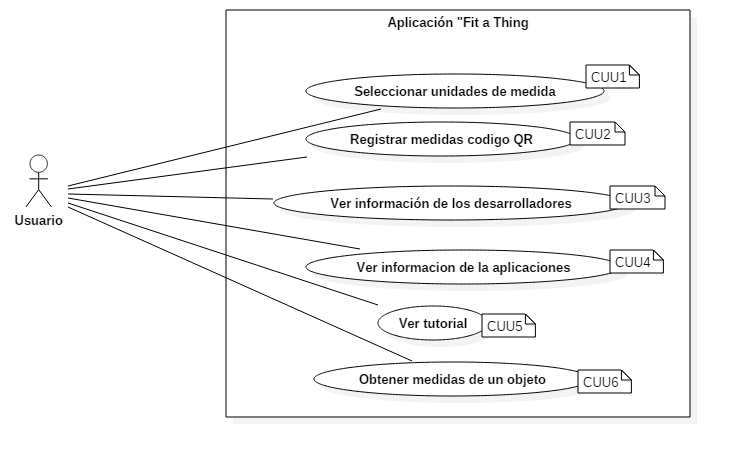 Aplicación "Fit a Thing
Seleccionar unidades de medida
CUU1
Registrar medidas codigo QR
CUU2
Ver información de los desarrolladores
CUU3
Usuario
Ver informacion de la aplicaciones
CUU4
Ver tutorial
CUU5
Obtener medidas de un objeto
CUU6